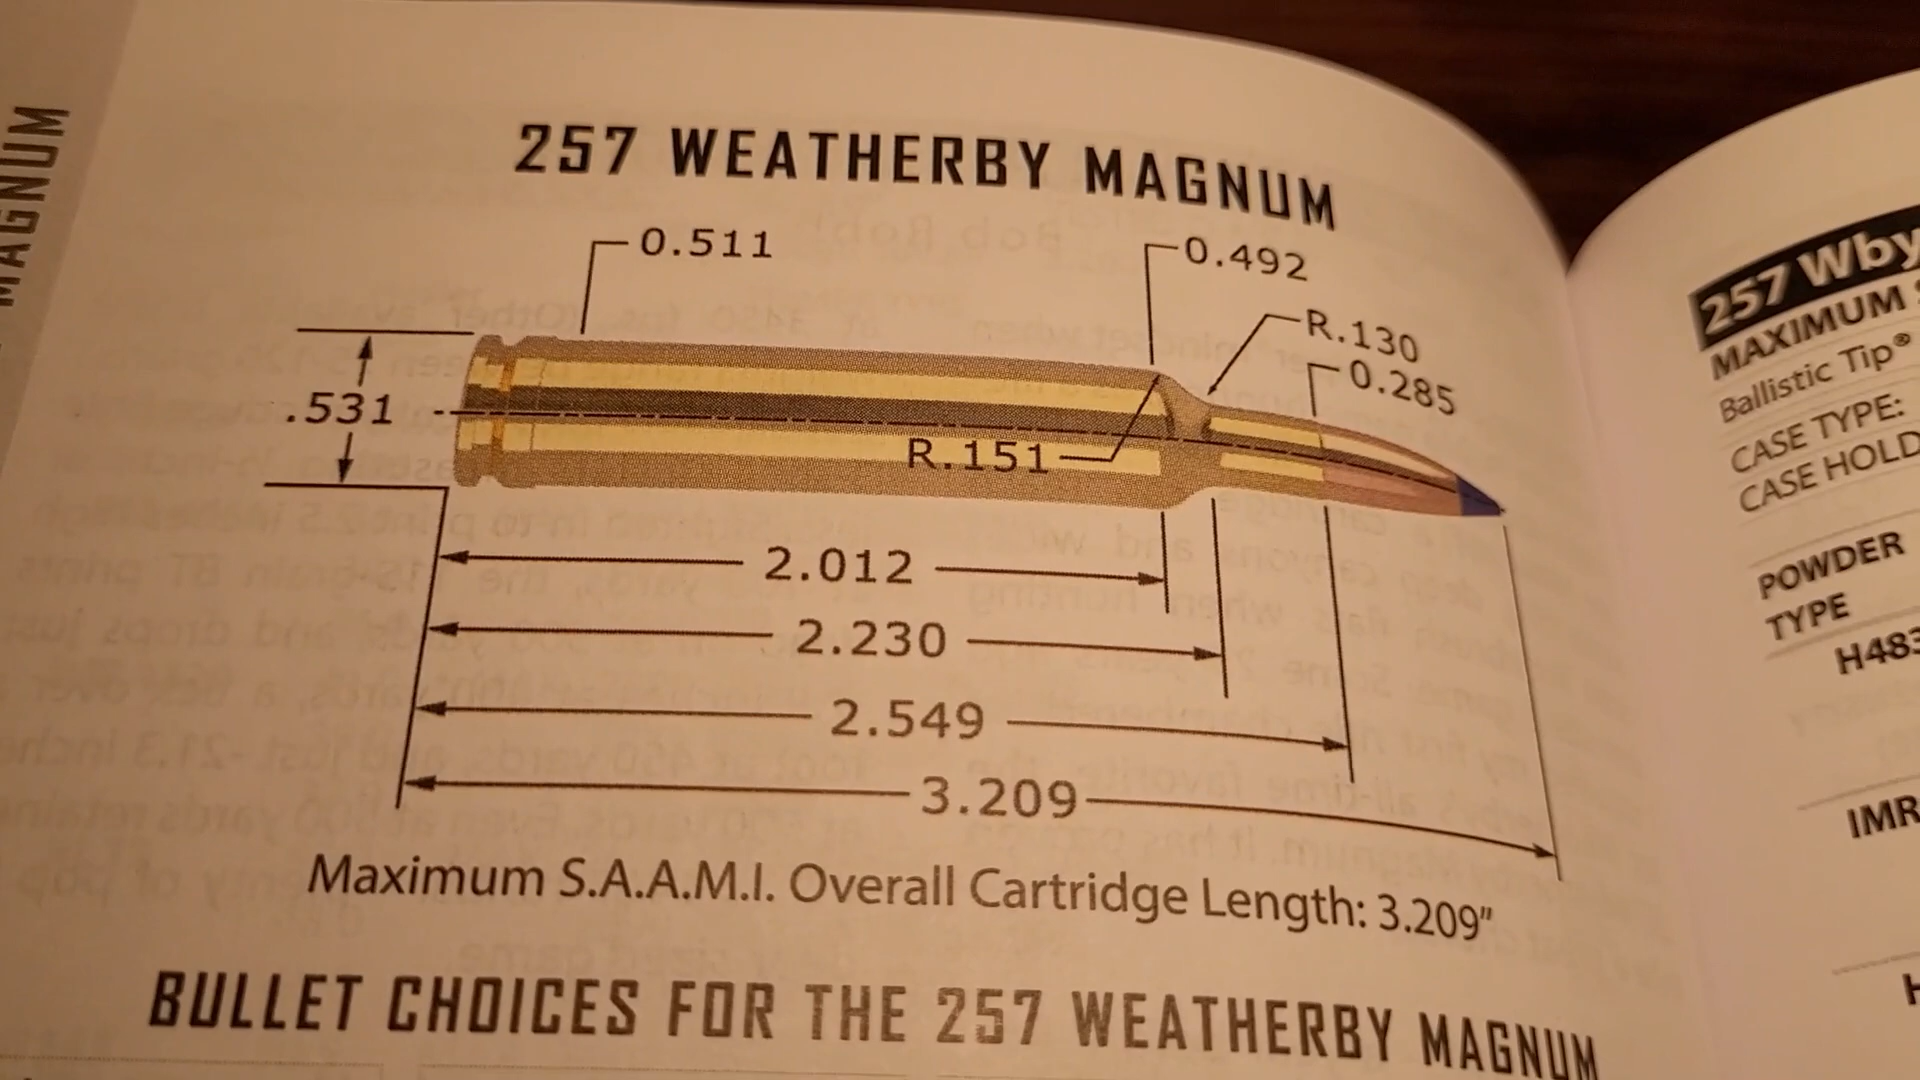 MAGNUM
257 WEATHERBY MAGNUM
0.511
0.492
R.130
0.285
.531
R.151
2.012
2.230
2.549
3.209
Maximum S.A.A.M.I. Overall Cartridge Length: 3.209"
BULLET CHOICES FOR THE 257 WEATHERBY MAGNUM
257 Wby
MAXIMUM
Ballistic Tip®
CASE TYPE:
CASE HOLD
POWDER
TYPE
H483
IMR
H